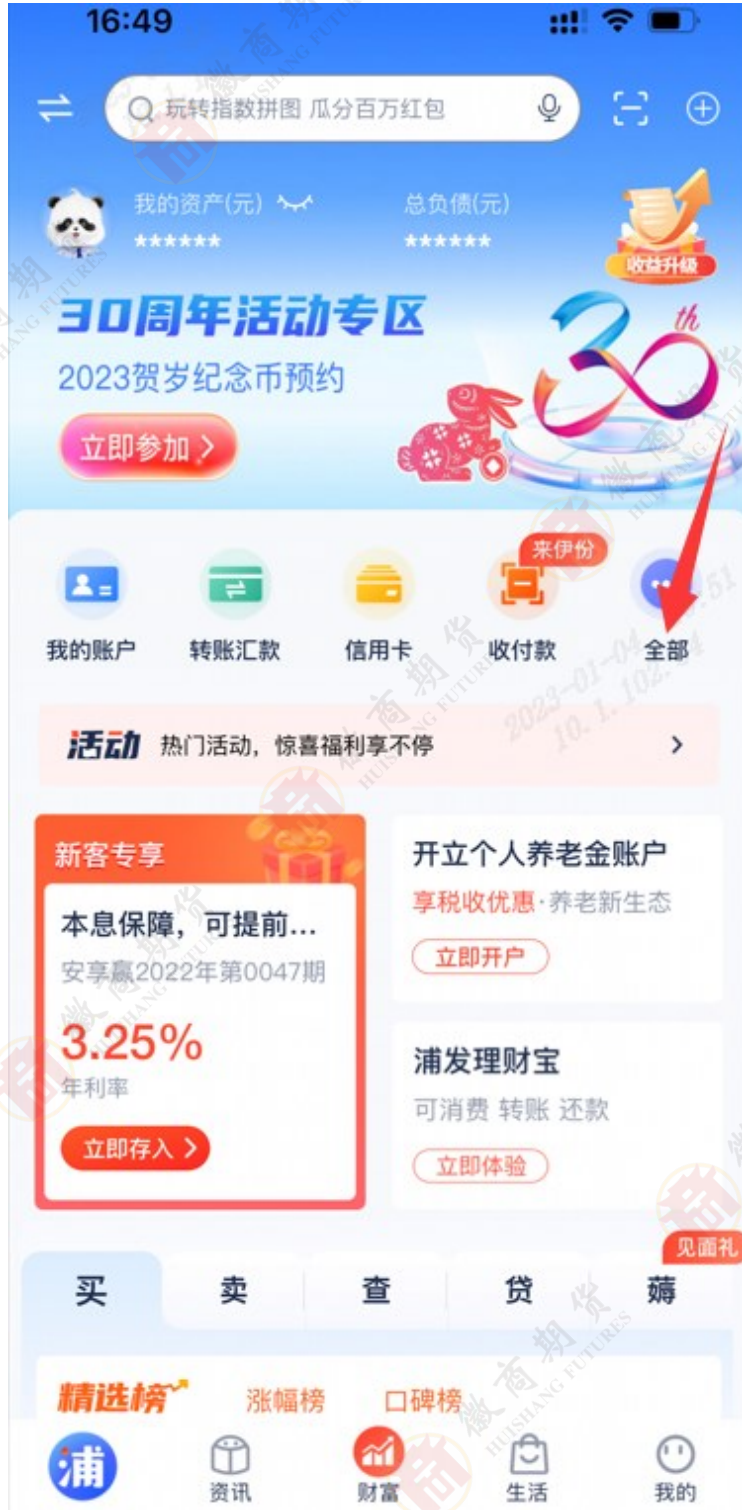 16:49
玩转指数拼图 瓜分百万红包
我的资产(元)
总负债(元)
******
******
收益升级
30周年活动专区
30th
2023贺岁纪念币预约
立即参加 >
来伊份
我的账户
转账汇款
信用卡
收付款
全部
活动 热门活动，惊喜福利享不停
新客专享
本息保障，可提前...
安享赢2022年第0047期
3.25%
年利率
立即存入 >
开立个人养老金账户
享税收优惠·养老新生态
立即开户
浦发理财宝
可消费 转账 还款
立即体验
见面礼
买
卖
查
贷
薅
精选榜
涨幅榜
口碑榜
浦
资讯
财富
生活
我的
徽商期货
HUISHANG FUTURES